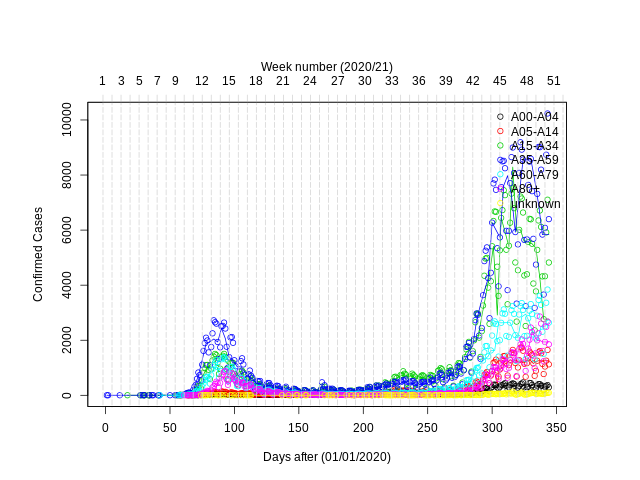 Week number (2020/21)
1 3 5 7 9 12 15 18 21 24 27 30 33 36 39 42 45 48 51
Confirmed Cases
10000
8000
6000
4000
2000
0
A00-A04
A05-A14
A15-A34
A35-A59
A60-A79
A80+
unknown
0 50 100 150 200 250 300 350
Days after (01/01/2020)